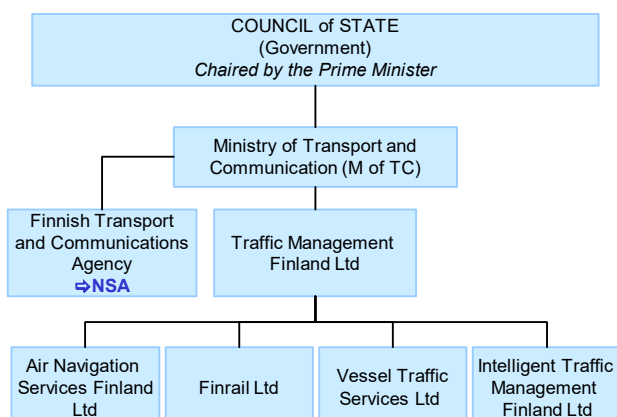 COUNCIL of STATE
(Government)
Chaired by the Prime Minister
Ministry of Transport and
Communication (M of TC)
Finnish Transport
and Communications
Agency
⇨NSA
Traffic Management
Finland Ltd
Air Navigation
Services Finland
Ltd
Finrail Ltd
Vessel Traffic
Services Ltd
Intelligent Traffic
Management
Finland Ltd